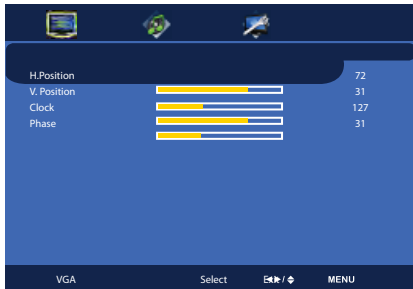 H.Position 72
V. Position 31
Clock 127
Phase 31
VGA Select MENU